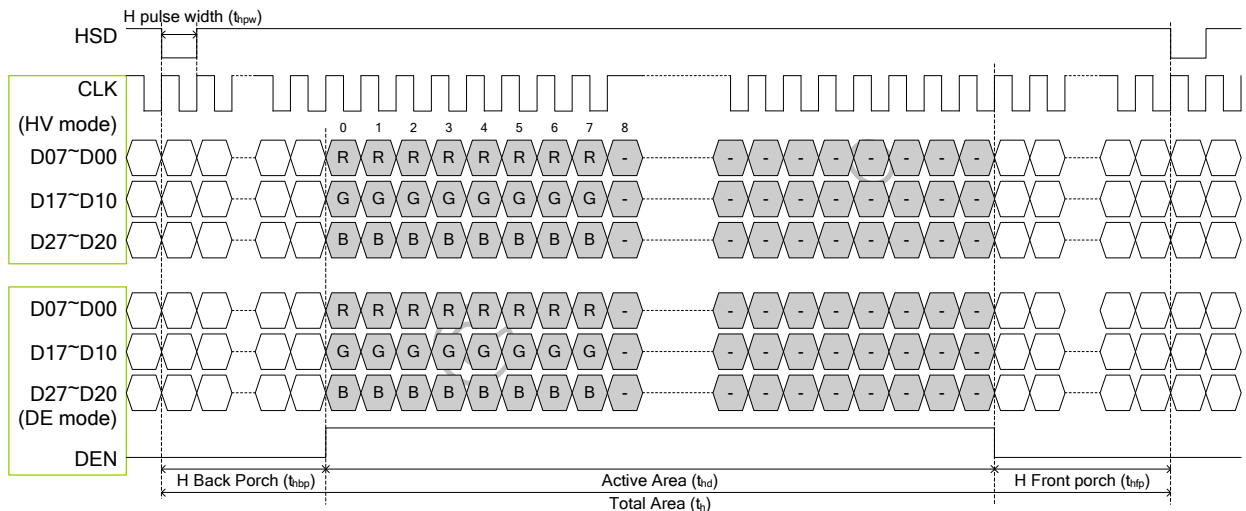 H pulse width (thpw)
HSD
CLK
(HV mode)
0 1 2 3 4 5 6 7 8
D07~D00 R R R R R R R R - - - - - - - - -
D17~D10 G G G G G G G G - - - - - - - - -
D27~D20 B B B B B B B B - - - - - - - - -
D07~D00 R R R R R R R R - - - - - - - - -
D17~D10 G G G G G G G G - - - - - - - - -
D27~D20 B B B B B B B B - - - - - - - - -
(DE mode)
DEN
H Back Porch (thbp) Active Area (thd) H Front porch (thfp)
Total Area (th)